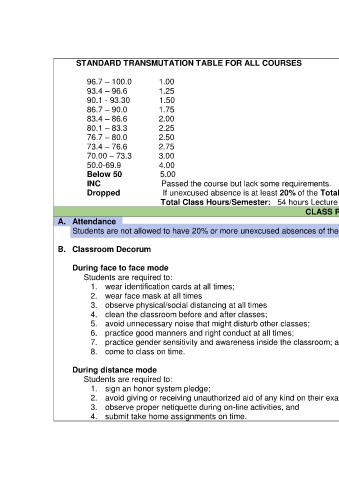 STANDARD TRANSMUTATION TABLE FOR ALL COURSES
96.7 – 100.0 1.00
93.4 – 96.6 1.25
90.1 - 93.30 1.50
86.7 – 90.0 1.75
83.4 – 86.6 2.00
80.1 – 83.3 2.25
76.7 – 80.0 2.50
73.4 – 76.6 2.75
70.00 – 73.3 3.00
50.0-69.9 4.00
Below 50 5.00
INC Passed the course but lack some requirements.
Dropped If unexcused absence is at least 20% of the Total
Total Class Hours/Semester: 54 hours Lecture
CLASS P
A. Attendance
Students are not allowed to have 20% or more unexcused absences of the
B. Classroom Decorum
During face to face mode
Students are required to:
1. wear identification cards at all times;
2. wear face mask at all times
3. observe physical/social distancing at all times
4. clean the classroom before and after classes;
5. avoid unnecessary noise that might disturb other classes;
6. practice good manners and right conduct at all times;
7. practice gender sensitivity and awareness inside the classroom; a
8. come to class on time.
During distance mode
Students are required to:
1. sign an honor system pledge;
2. avoid giving or receiving unauthorized aid of any kind on their exa
3. observe proper netiquette during on-line activities, and
4. submit take home assignments on time.